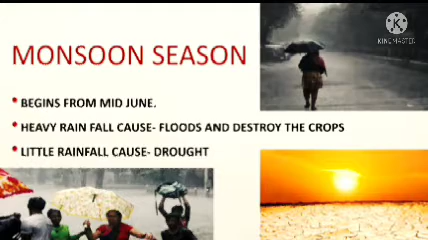 MONSOON SEASON
• BEGINS FROM MID JUNE.
• HEAVY RAIN FALL CAUSE- FLOODS AND DESTROY THE CROPS
• LITTLE RAINFALL CAUSE- DROUGHT
KINEMASTER